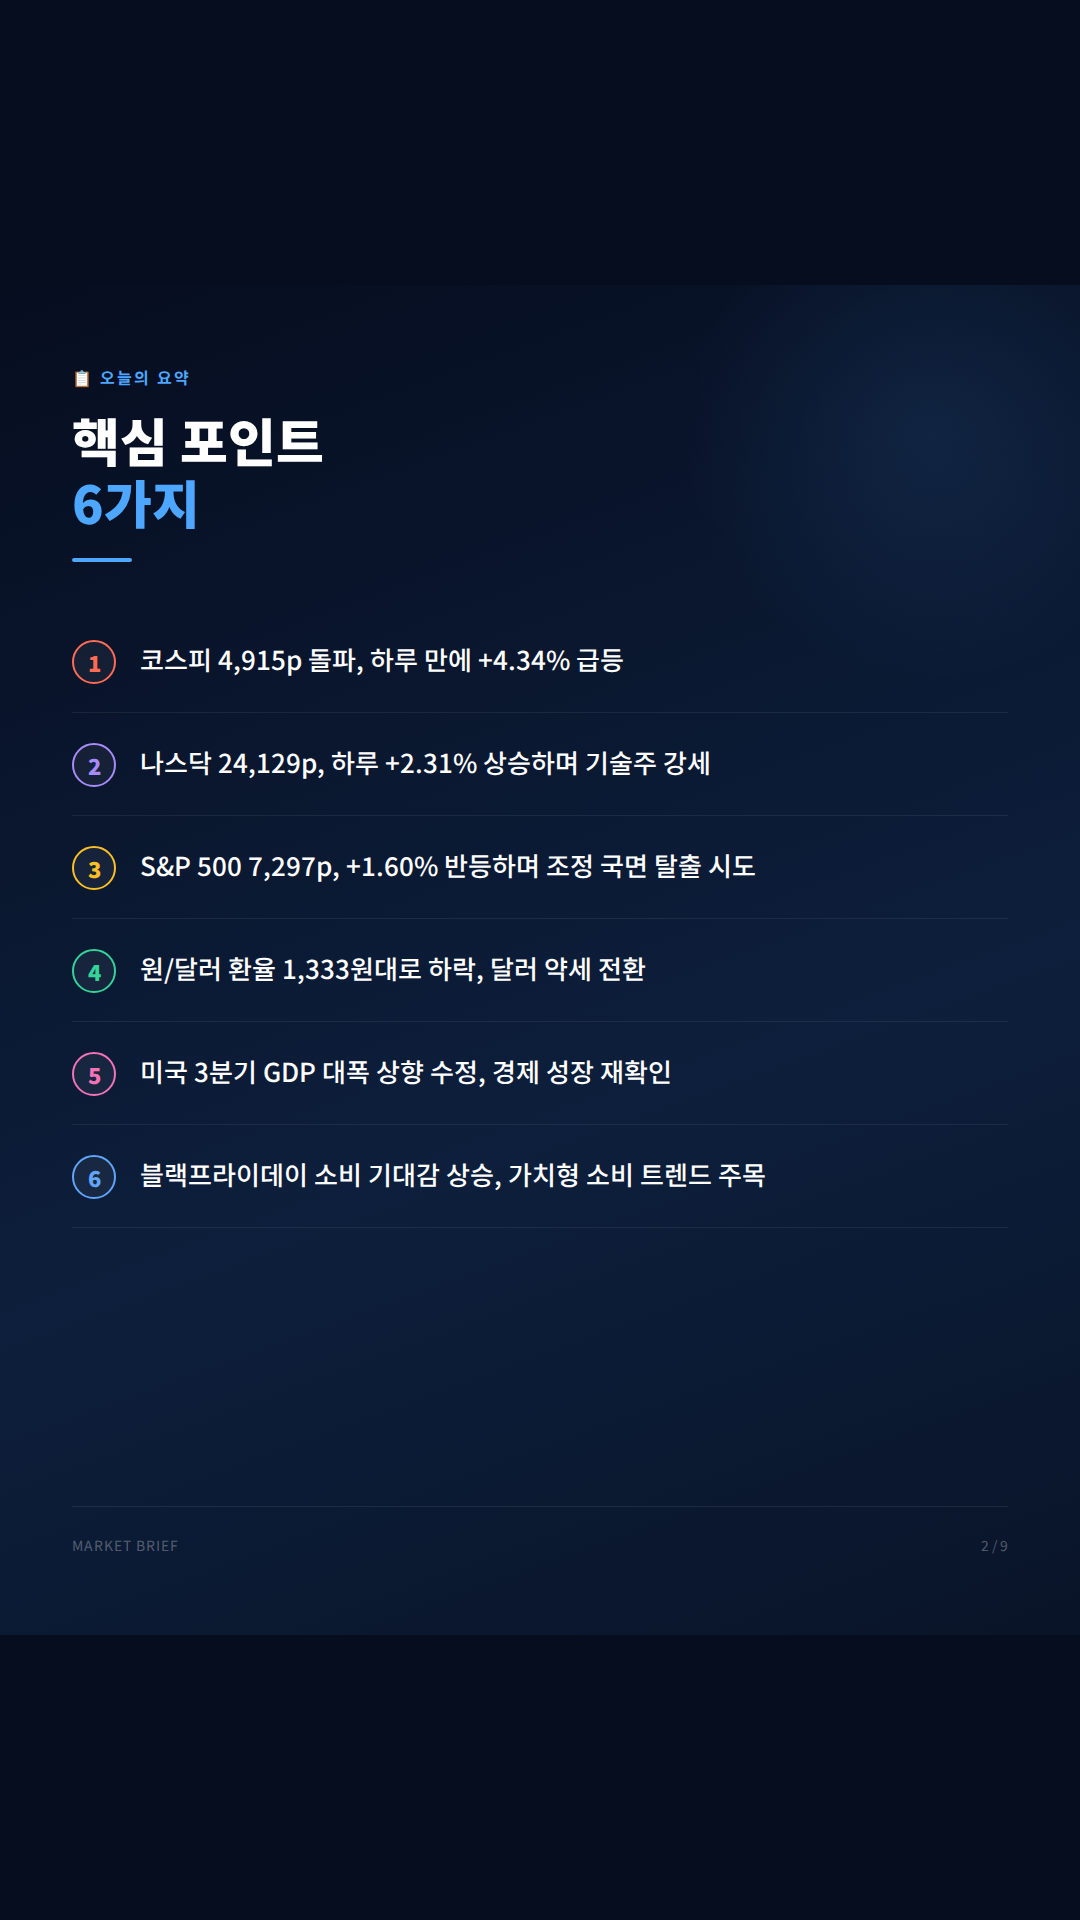 📋 오늘의 요약
핵심 포인트
6가지
1 코스피 4,915p 돌파, 하루 만에 +4.34% 급등
2 나스닥 24,129p, 하루 +2.31% 상승하며 기술주 강세
3 S&P 500 7,297p, +1.60% 반등하며 조정 국면 탈출 시도
4 원/달러 환율 1,333원대로 하락, 달러 약세 전환
5 미국 3분기 GDP 대폭 상향 수정, 경제 성장 재확인
6 블랙프라이데이 소비 기대감 상승, 가치형 소비 트렌드 주목
MARKET BRIEF
2 / 9